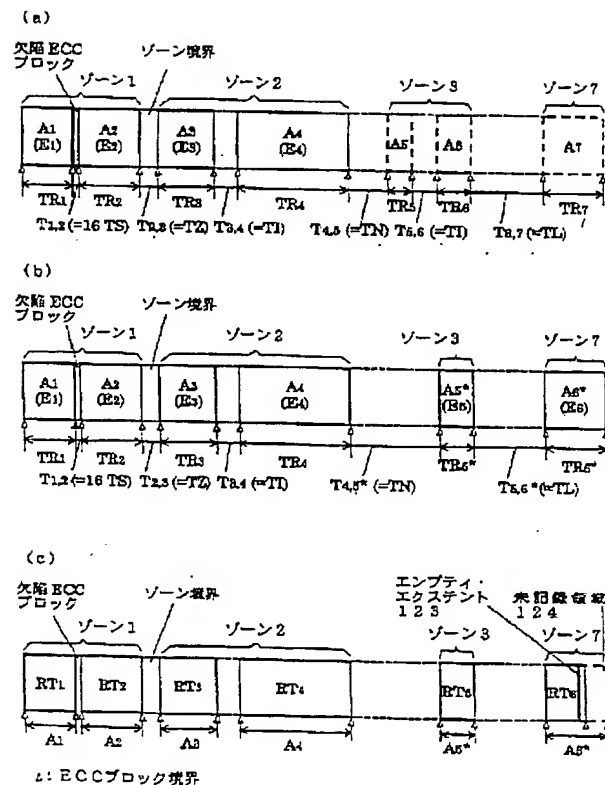 (a)
欠陥 ECC
ブロック
ゾーン境界
ゾーン1
ゾーン2
ゾーン3
ゾーン7
A1
(E1)
A2
(E2)
A3
(E3)
A4
(E4)
A5
A6
A7
TR1
TR2
TR3
TR4
TR5
TR6
TR7
T1,2 (=16 TS)
T2,3 (=TZ)
T3,4 (=TI)
T4,5 (=TN)
T5,6 (=TI)
T6,7 (=TL)
(b)
欠陥 ECC
ブロック
ゾーン境界
ゾーン1
ゾーン2
ゾーン3
ゾーン7
A1
(E1)
A2
(E2)
A3
(E3)
A4
(E4)
A5*
(E5)
A6*
(E6)
TR1
TR2
TR3
TR4
TR5*
T1,2 (=16 TS)
T2,3 (=TZ)
T3,4 (=TI)
T4,5* (=TN)
T5,6 *(=TL)
(c)
欠陥 ECC
ブロック
ゾーン境界
エンプティ・
エクステント
123
未記録領域
124
ゾーン1
ゾーン2
ゾーン3
ゾーン7
RT1
RT2
RT3
RT4
RT5
RT6
A1
A2
A3
A4
A5*
A6*
△: ECCブロック境界